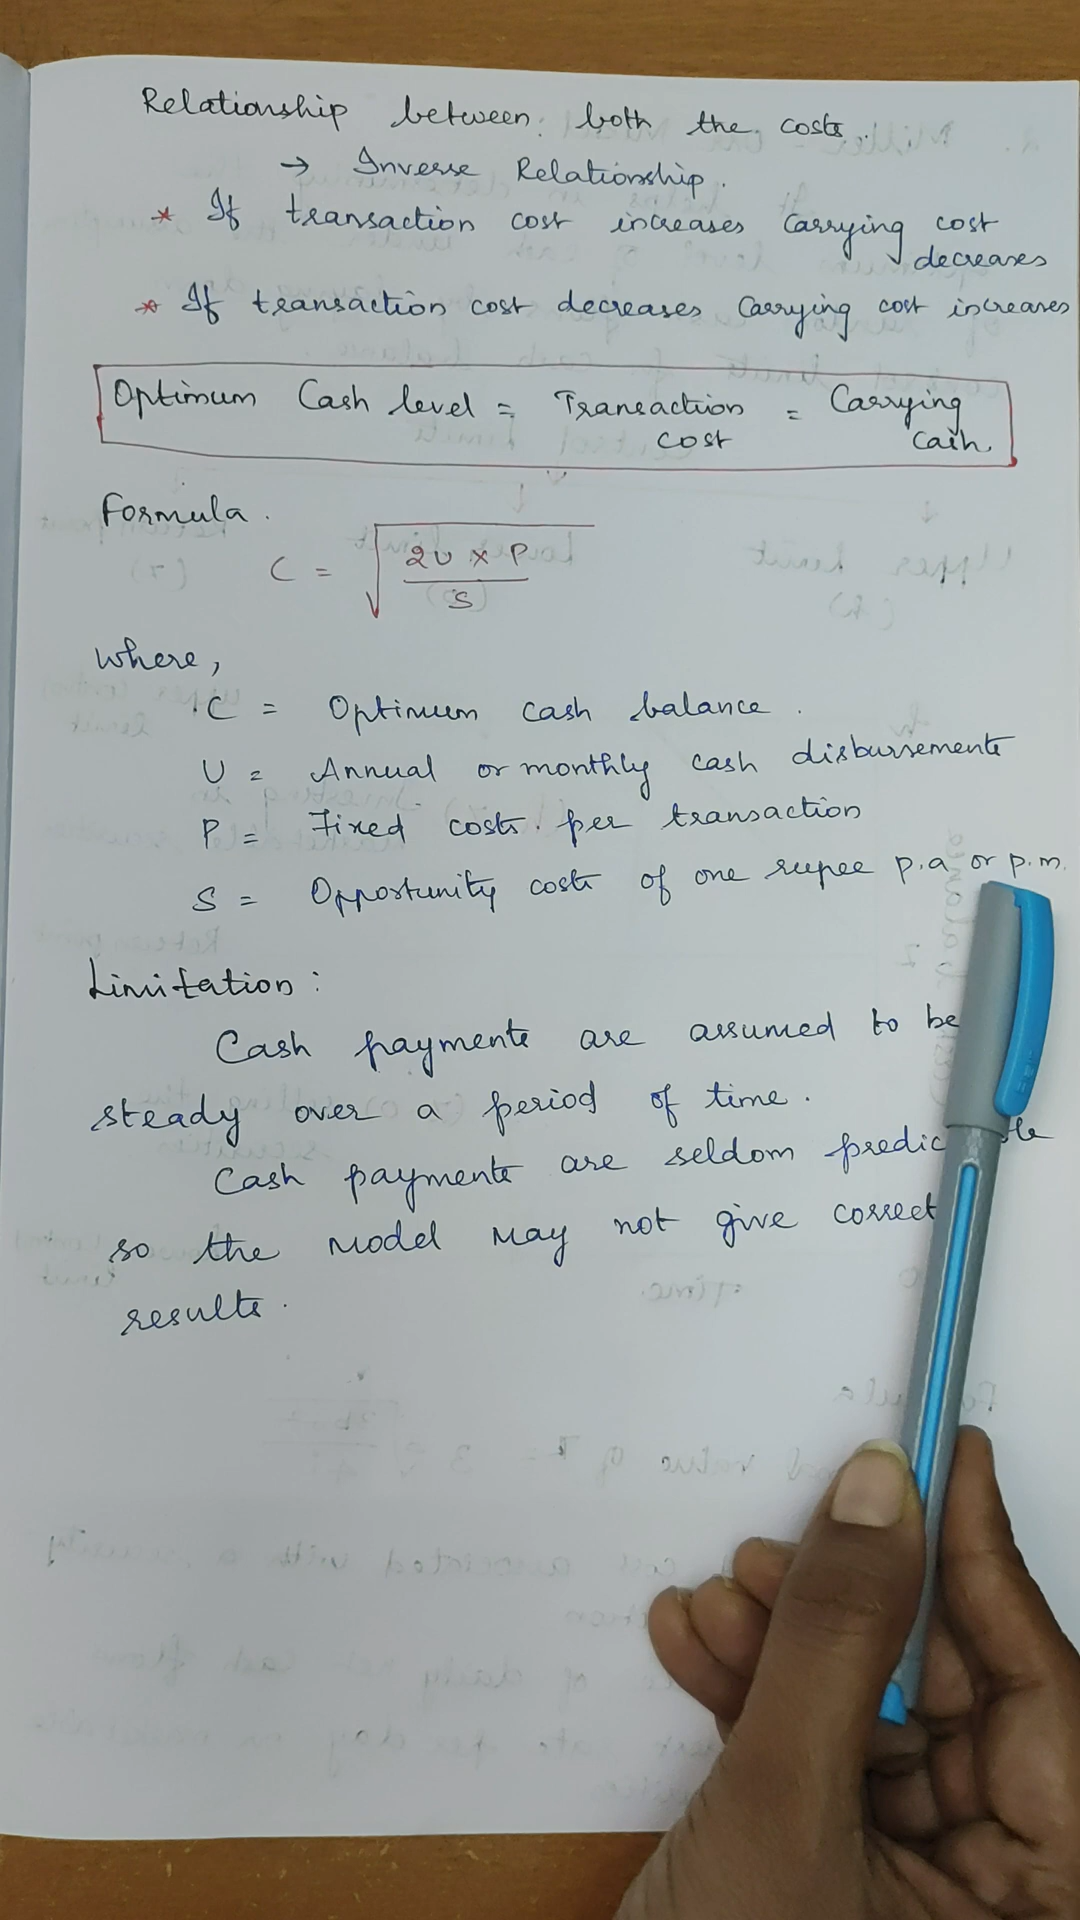 Relationship between both the costs.
→ Inverse Relationship.
* If transaction cost increases Carrying cost
decreases
* If transaction cost decreases Carrying cost increases
Optimum Cash level = Transaction = Carrying
cost cash.
Formula.
C = √ 2U x P
S
where,
C = Optimum cash balance.
U = Annual or monthly cash disbursements
P = Fixed costs per transaction
S = Opportunity costs of one rupee p.a or p.m.
Limitation :
Cash payments are assumed to be
steady over a period of time.
Cash payments are seldom predic
so the Model May not give correct
results.